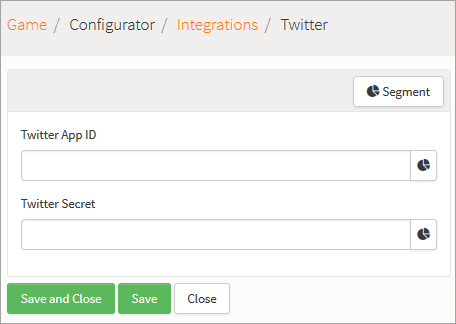 Game / Configurator / Integrations / Twitter
Segment
Twitter App ID
Twitter Secret
Save and Close Save Close